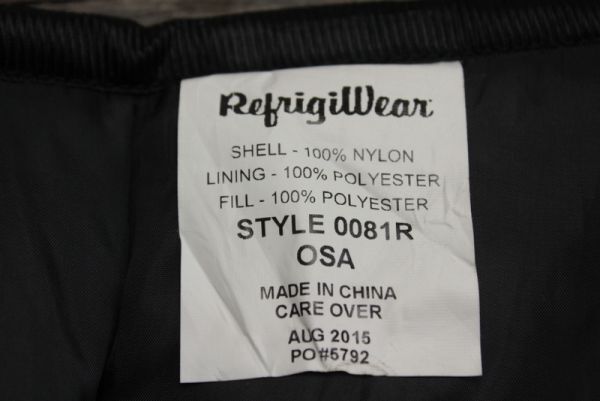 RefrigiWear
SHELL - 100% NYLON
LINING - 100% POLYESTER
FILL - 100% POLYESTER
STYLE 0081R
OSA
MADE IN CHINA
CARE OVER
AUG 2015
PO#5792